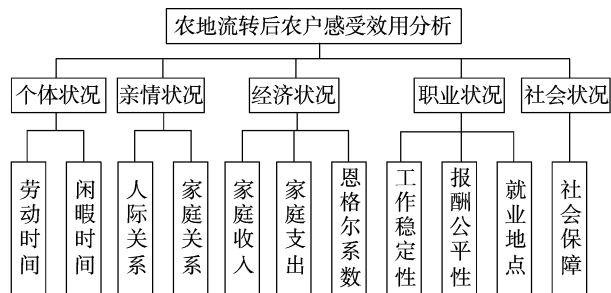 农地流转后农户感受效用分析
个体状况
亲情状况
经济状况
职业状况
社会状况
劳动时间
闲暇时间
人际关系
家庭关系
家庭收入
家庭支出
恩格尔系数
工作稳定性
报酬公平性
就业地点
社会保障